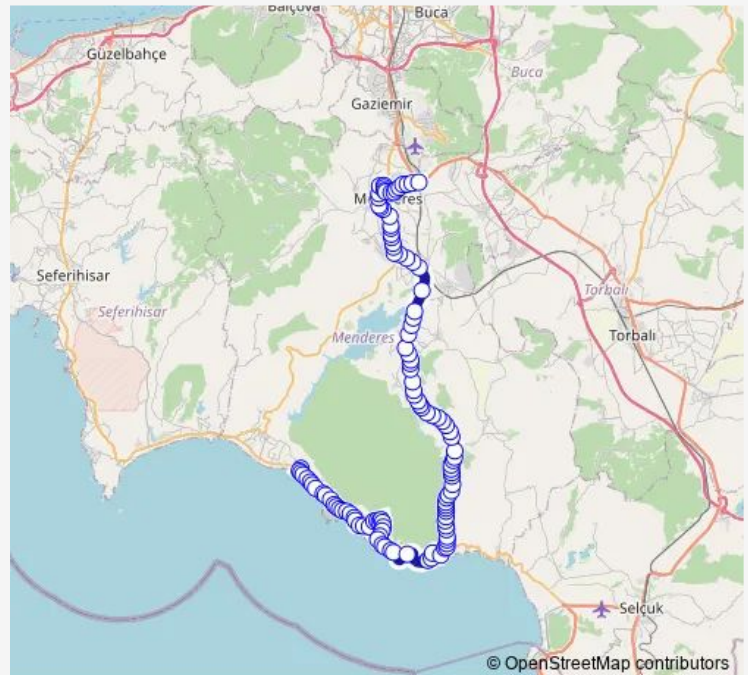 Balçova
Buca
Güzelbahçe
Buca
Gaziemir
Menderes
Seferihisar
Seferihisar
Torbalı
Menderes
Torbalı
Selçuk
© OpenStreetMap contributors